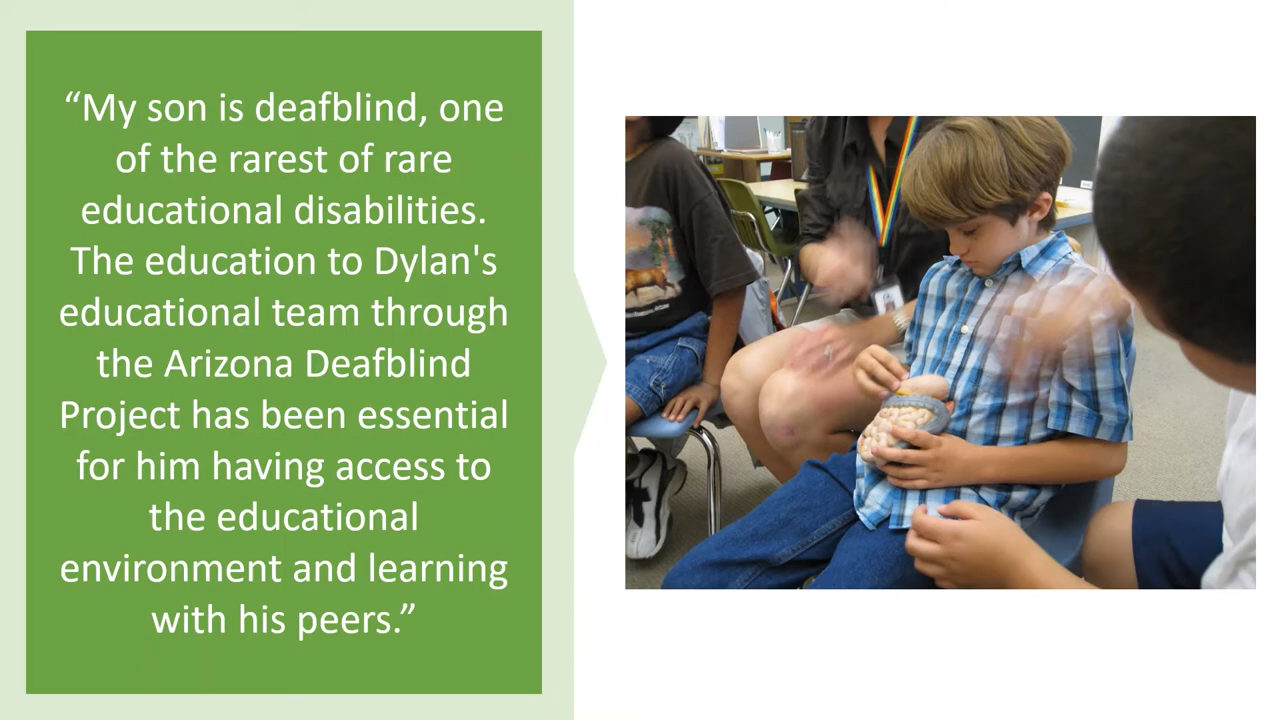 “My son is deafblind, one
of the rarest of rare
educational disabilities.
The education to Dylan's
educational team through
the Arizona Deafblind
Project has been essential
for him having access to
the educational
environment and learning
with his peers.”